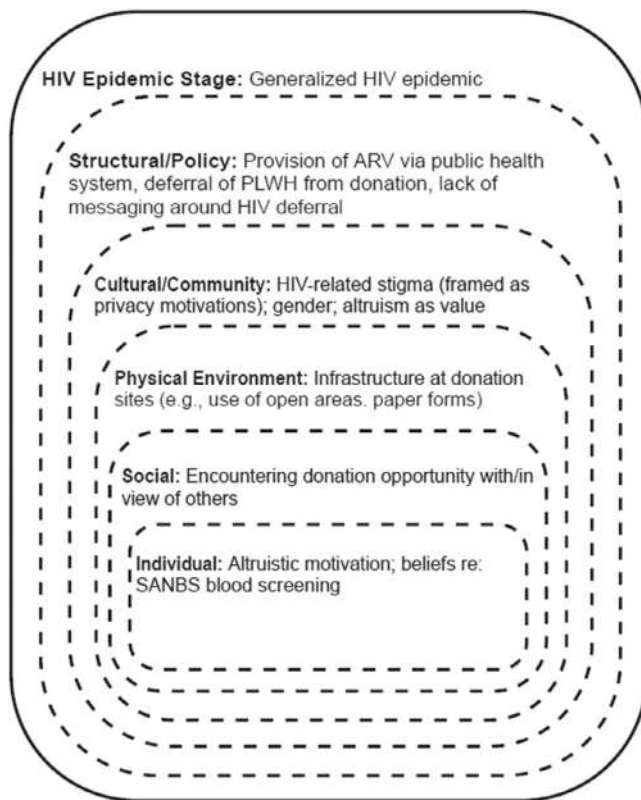 HIV Epidemic Stage: Generalized HIV epidemic
Structural/Policy: Provision of ARV via public health
system, deferral of PLWH from donation, lack of
messaging around HIV deferral
Cultural/Community: HIV-related stigma (framed as
privacy motivations); gender; altruism as value
Physical Environment: Infrastructure at donation
sites (e.g., use of open areas. paper forms)
Social: Encountering donation opportunity with/in
view of others
Individual: Altruistic motivation; beliefs re:
SANBS blood screening